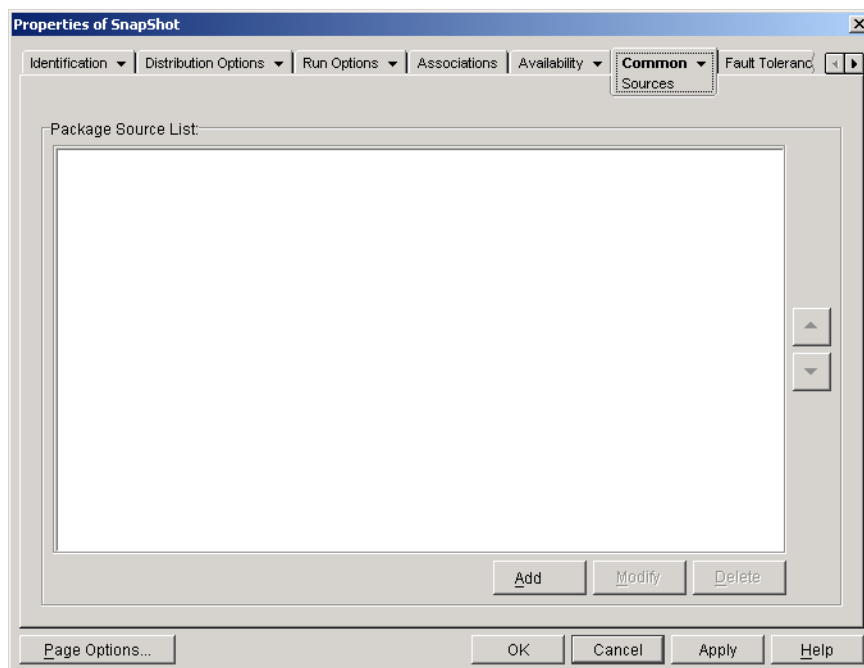 Properties of SnapShot
Identification Distribution Options Run Options Associations Availability Common Fault Toleranc
Sources
Package Source List:
Add Modify Delete
Page Options... OK Cancel Apply Help